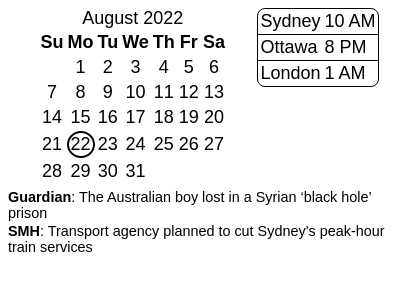 August 2022
Su Mo Tu We Th Fr Sa
1 2 3 4 5 6
7 8 9 10 11 12 13
14 15 16 17 18 19 20
21 22 23 24 25 26 27
28 29 30 31
Sydney 10 AM
Ottawa 8 PM
London 1 AM
Guardian: The Australian boy lost in a Syrian ‘black hole’
prison
SMH: Transport agency planned to cut Sydney’s peak-hour
train services